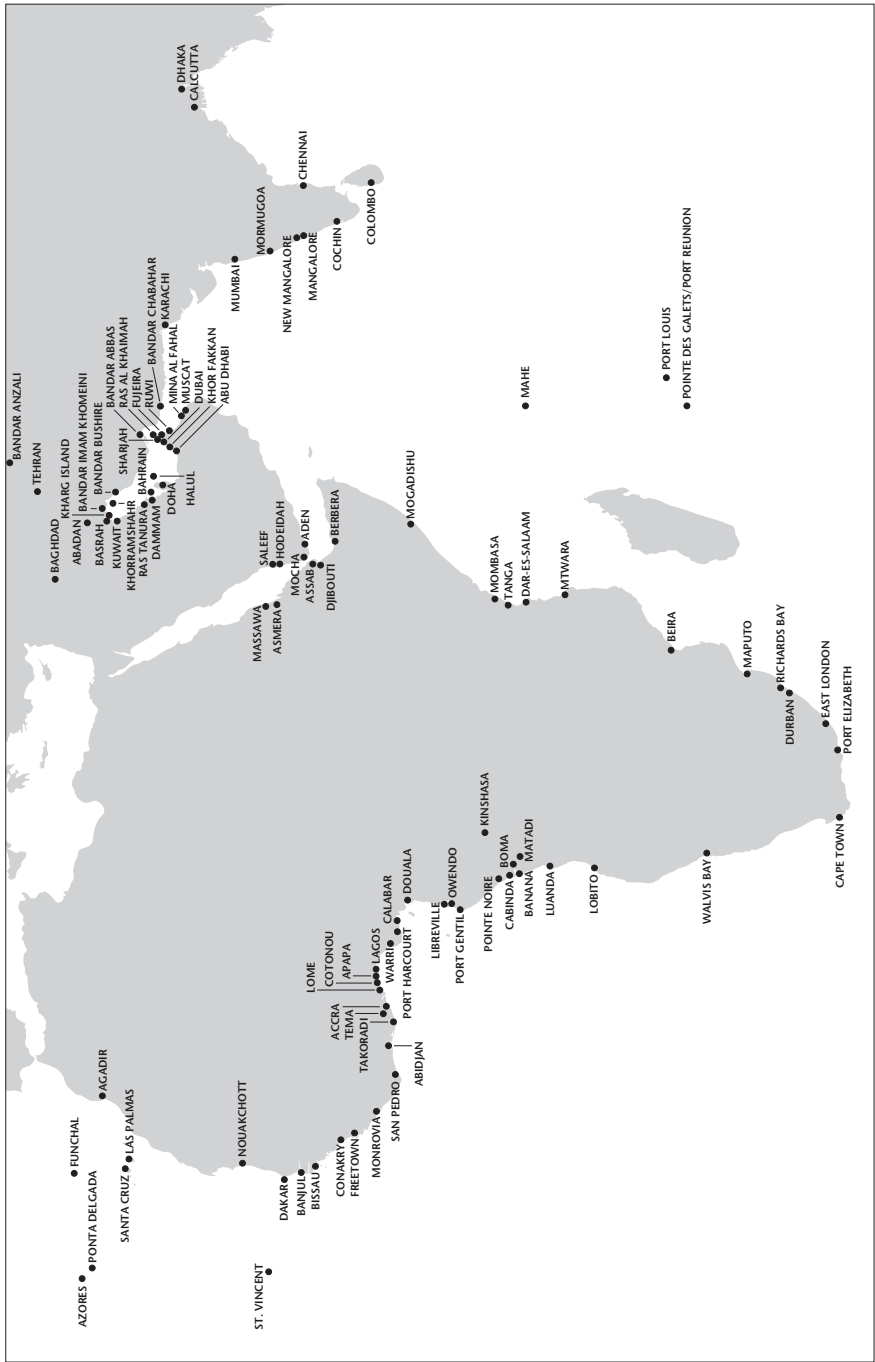 AZORES
PONTA DELGADA
FUNCHAL
SANTA CRUZ
LAS PALMAS
AGADIR
ST. VINCENT
NOUAKCHOTT
DAKAR
BANJUL
BISSAU
CONAKRY
FREETOWN
MONROVIA
SAN PEDRO
ABIDJAN
TAKORADI
TEMA
ACCRA
LOME
COTONOU
APAPA
LAGOS
WARRI
PORT HARCOURT
CALABAR
DOUALA
LIBREVILLE
OWENDO
PORT GENTIL
POINTE NOIRE
KINSHASA
CABINDA
BOMA
BANANA
MATADI
LUANDA
LOBITO
WALVIS BAY
CAPE TOWN
PORT ELIZABETH
EAST LONDON
DURBAN
RICHARDS BAY
MAPUTO
BEIRA
MTWARA
DAR-ES-SALAAM
TANGA
MOMBASA
MOGADISHU
MASSAWA
ASMERA
SALEEF
HODEIDAH
MOCHA
ADEN
ASSAB
DJIBOUTI
BERBERA
BAGHDAD
TEHRAN
BANDAR ANZALI
ABADAN
KHARG ISLAND
BANDAR IMAM KHOMEINI
BANDAR BUSHIRE
BASRAH
KUWAIT
KHORRAMSHAHR
RAS TANURA
DAMMAM
BAHRAIN
DOHA
HALUL
SHARJAH
BANDAR ABBAS
RAS AL KHAIMAH
FUJEIRA
RUWI
BANDAR CHABAHAR
KARACHI
MINA AL FAHAL
MUSCAT
DUBAI
KHOR FAKKAN
ABU DHABI
MUMBAI
MORMUGOA
NEW MANGALORE
MANGALORE
COCHIN
CHENNAI
COLOMBO
DHAKA
CALCUTTA
MAHE
PORT LOUIS
POINTE DES GALETS/PORT REUNION